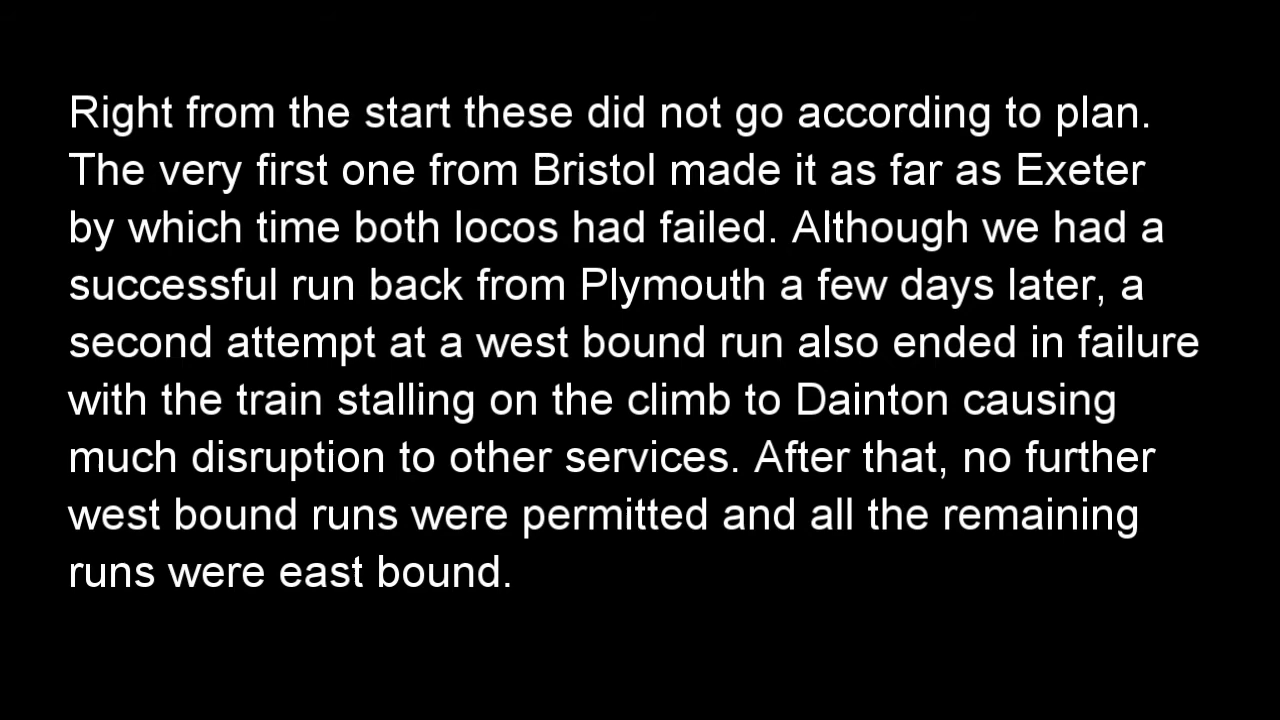 Right from the start these did not go according to plan.
The very first one from Bristol made it as far as Exeter
by which time both locos had failed. Although we had a
successful run back from Plymouth a few days later, a
second attempt at a west bound run also ended in failure
with the train stalling on the climb to Dainton causing
much disruption to other services. After that, no further
west bound runs were permitted and all the remaining
runs were east bound.